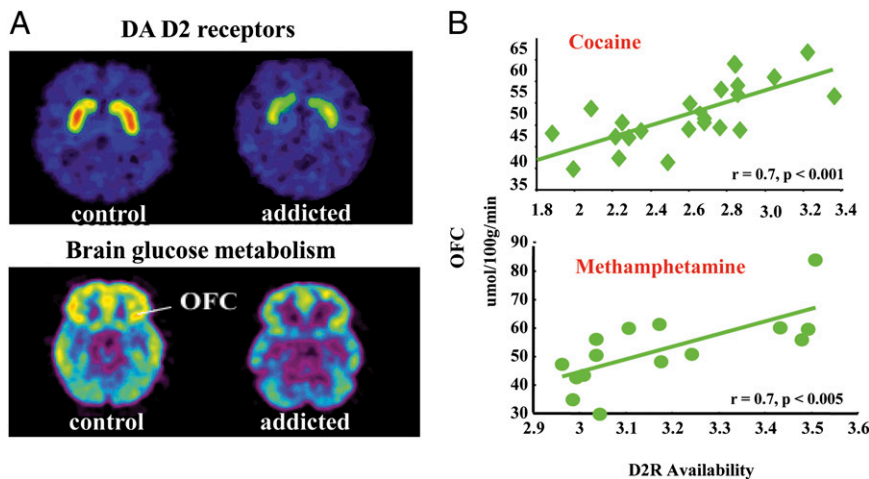 A
DA D2 receptors
control
addicted
Brain glucose metabolism
OFC
control
addicted
B
Cocaine
65
60
55
50
45
40
35
r = 0.7, p < 0.001
1.8 2 2.2 2.4 2.6 2.8 3.0 3.2 3.4
OFC
umol/100g/min
Methamphetamine
90
80
70
60
50
40
30
r = 0.7, p < 0.005
2.9 3 3.1 3.2 3.3 3.4 3.5 3.6
D2R Availability